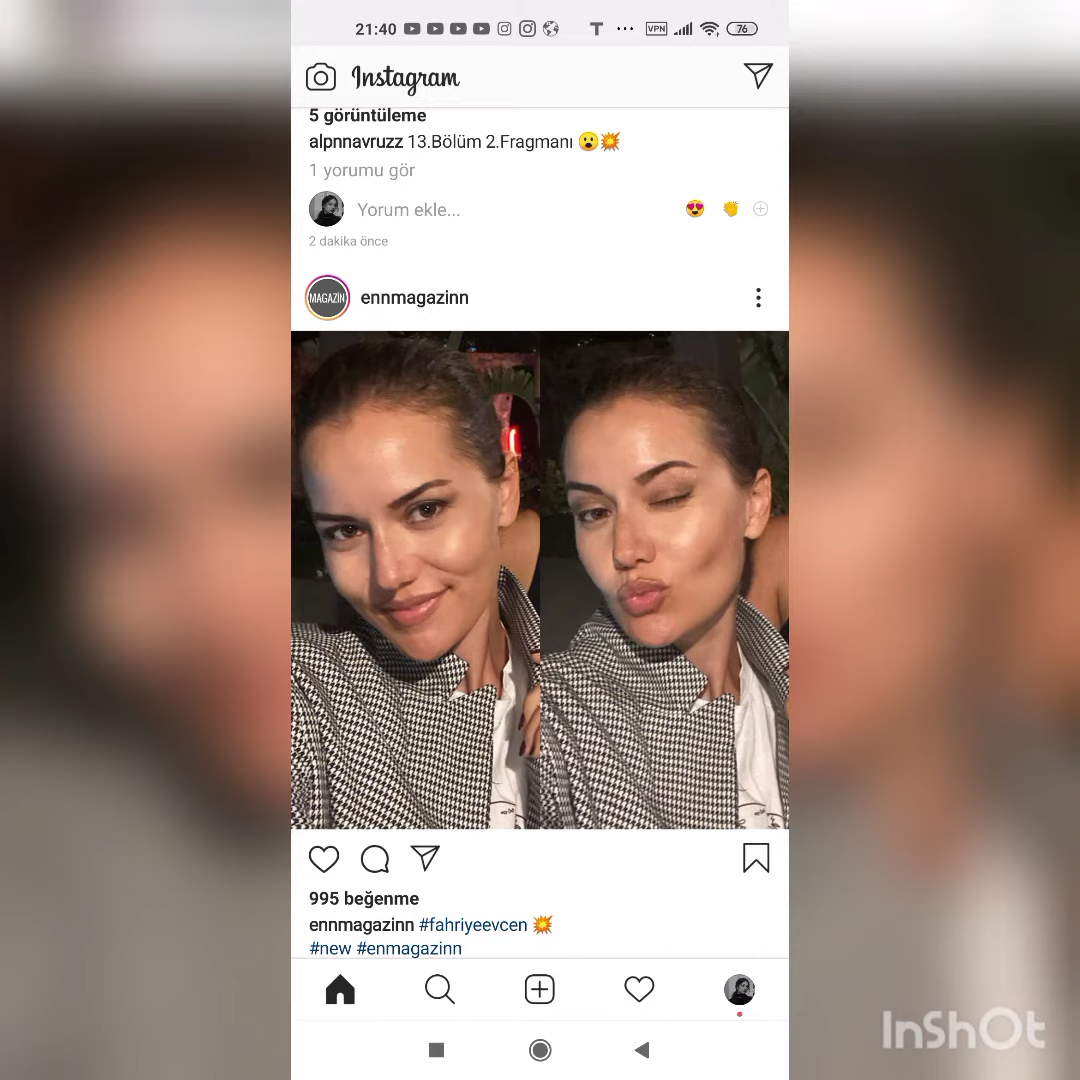 21:40 T ... VPN 76
Instagram
5 görüntüleme
alpnnavruzz 13.Bölüm 2.Fragmanı 😮💥
1 yorumu gör
Yorum ekle...
2 dakika önce
MAGAZİN ennmagazinn
995 beğenme
ennmagazinn #fahriyeevcen 💥
#new #enmagazinn
InShOt